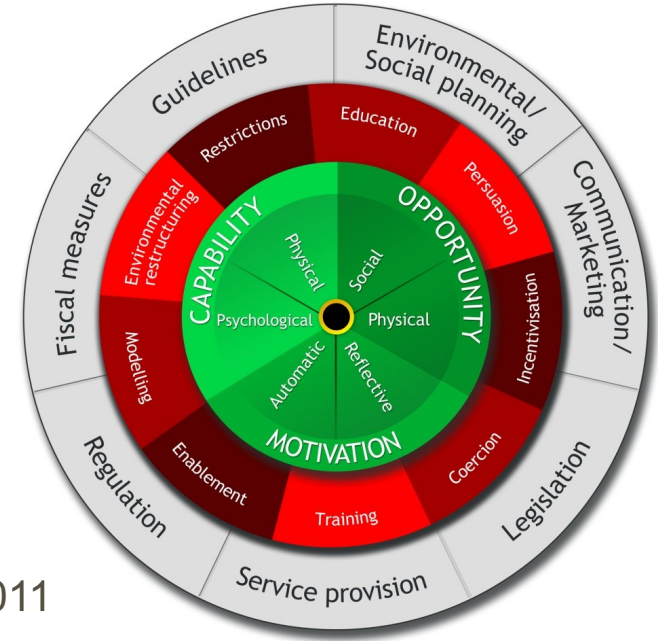 Guidelines
Environmental/
Social planning
Communication/
Marketing
Legislation
Service provision
Regulation
Fiscal measures
Restrictions
Education
Persuasion
Incentivisation
Coercion
Training
Enablement
Modelling
Environmental
restructuring
CAPABILITY
OPPORTUNITY
MOTIVATION
Physical
Social
Physical
Reflective
Automatic
Psychological
011